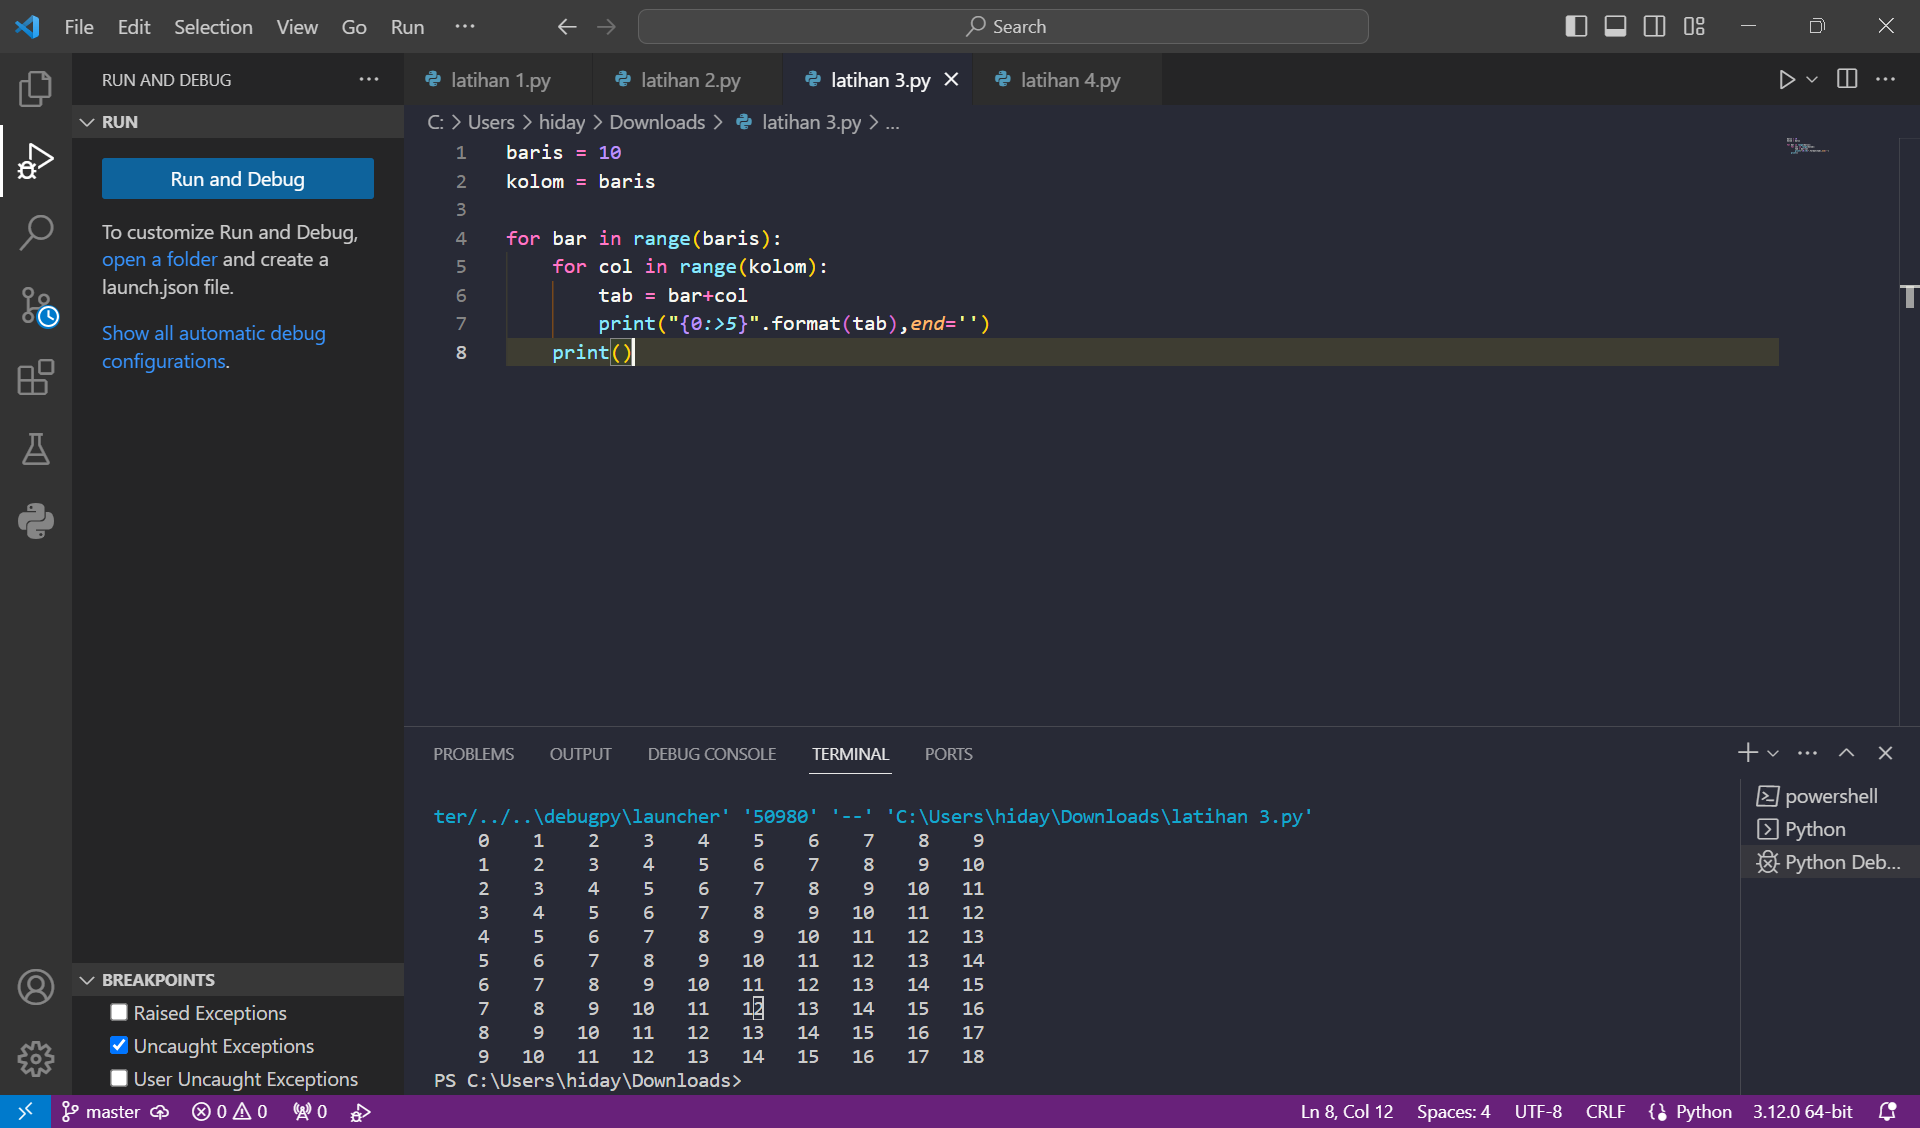 File Edit Selection View Go Run ··· Search
RUN AND DEBUG ···
latihan 1.py latihan 2.py latihan 3.py latihan 4.py
RUN
Run and Debug
To customize Run and Debug,
open a folder and create a
launch.json file.
Show all automatic debug
configurations.
C: > Users > hiday > Downloads > latihan 3.py > ...
1 baris = 10
2 kolom = baris
3
4 for bar in range(baris):
5     for col in range(kolom):
6         tab = bar+col
7         print("{0:>5}".format(tab),end='')
8     print()
PROBLEMS OUTPUT DEBUG CONSOLE TERMINAL PORTS
ter/../..\debugpy\launcher' '50980' '--' 'C:\Users\hiday\Downloads\latihan 3.py'
    0    1    2    3    4    5    6    7    8    9
    1    2    3    4    5    6    7    8    9   10
    2    3    4    5    6    7    8    9   10   11
    3    4    5    6    7    8    9   10   11   12
    4    5    6    7    8    9   10   11   12   13
    5    6    7    8    9   10   11   12   13   14
    6    7    8    9   10   11   12   13   14   15
    7    8    9   10   11   12   13   14   15   16
    8    9   10   11   12   13   14   15   16   17
    9   10   11   12   13   14   15   16   17   18
PS C:\Users\hiday\Downloads>
powershell
Python
Python Deb...
BREAKPOINTS
Raised Exceptions
Uncaught Exceptions
User Uncaught Exceptions
master 0 0 0 Ln 8, Col 12 Spaces: 4 UTF-8 CRLF Python 3.12.0 64-bit